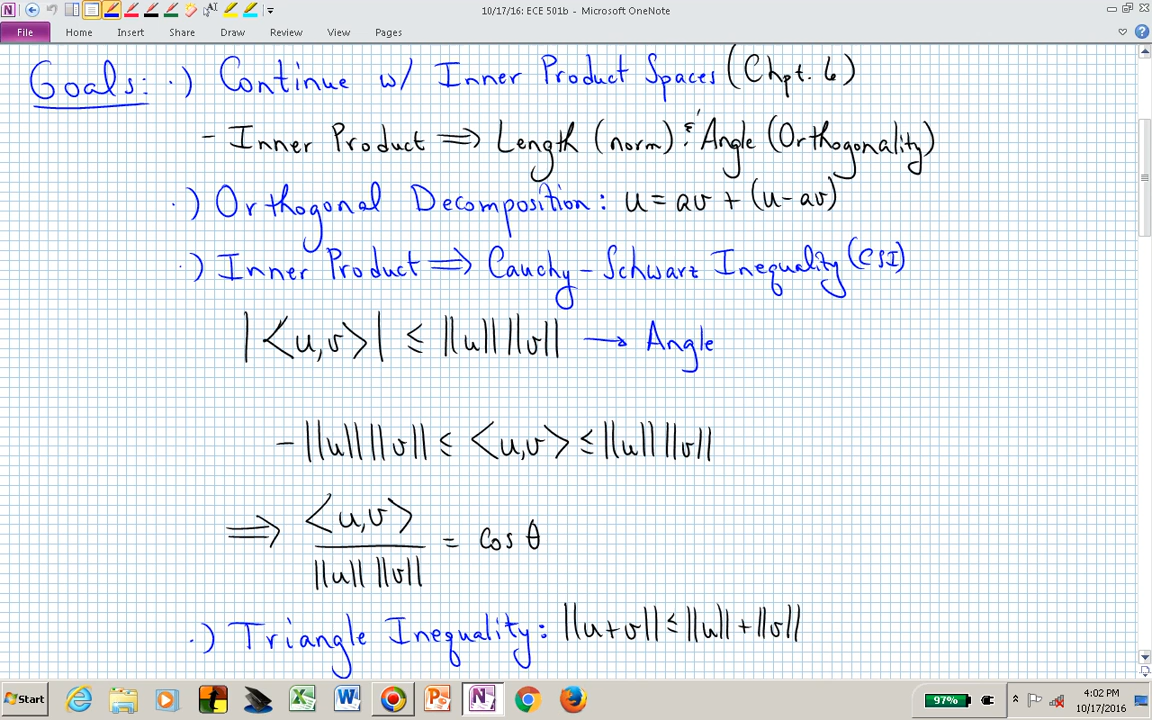 10/17/16: ECE 501b - Microsoft OneNote
File Home Insert Share Draw Review View Pages
Goals: ·) Continue w/ Inner Product Spaces (Chpt. 6)
- Inner Product ⟹ Length (norm) & Angle (Orthogonality)
·) Orthogonal Decomposition: u = av + (u - av)
·) Inner Product ⟹ Cauchy-Schwarz Inequality (CSI)
|<u,v>| ≤ ||u|| ||v|| → Angle
-||u|| ||v|| ≤ <u,v> ≤ ||u|| ||v||
⟹ <u,v> / ||u|| ||v|| = cos θ
·) Triangle Inequality: ||u+v|| ≤ ||u|| + ||v||
Start 97% 4:02 PM
10/17/2016